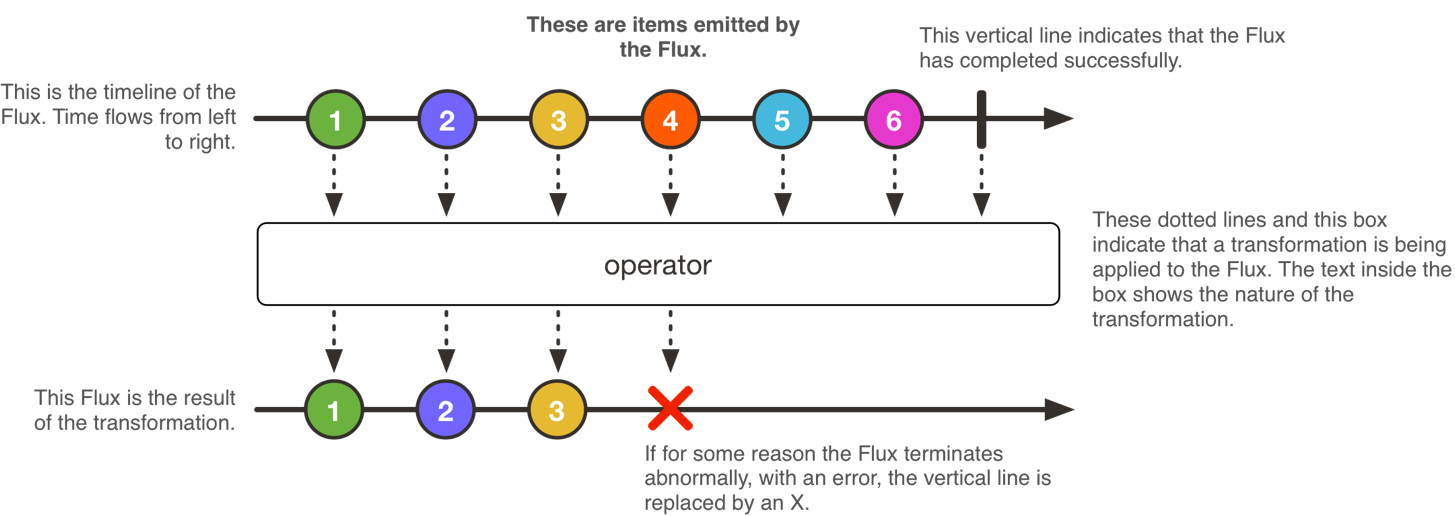 These are items emitted by
the Flux.
This vertical line indicates that the Flux
has completed successfully.
This is the timeline of the
Flux. Time flows from left
to right.
1
2
3
4
5
6
These dotted lines and this box
indicate that a transformation is being
applied to the Flux. The text inside the
box shows the nature of the
transformation.
operator
This Flux is the result
of the transformation.
1
2
3
If for some reason the Flux terminates
abnormally, with an error, the vertical line is
replaced by an X.